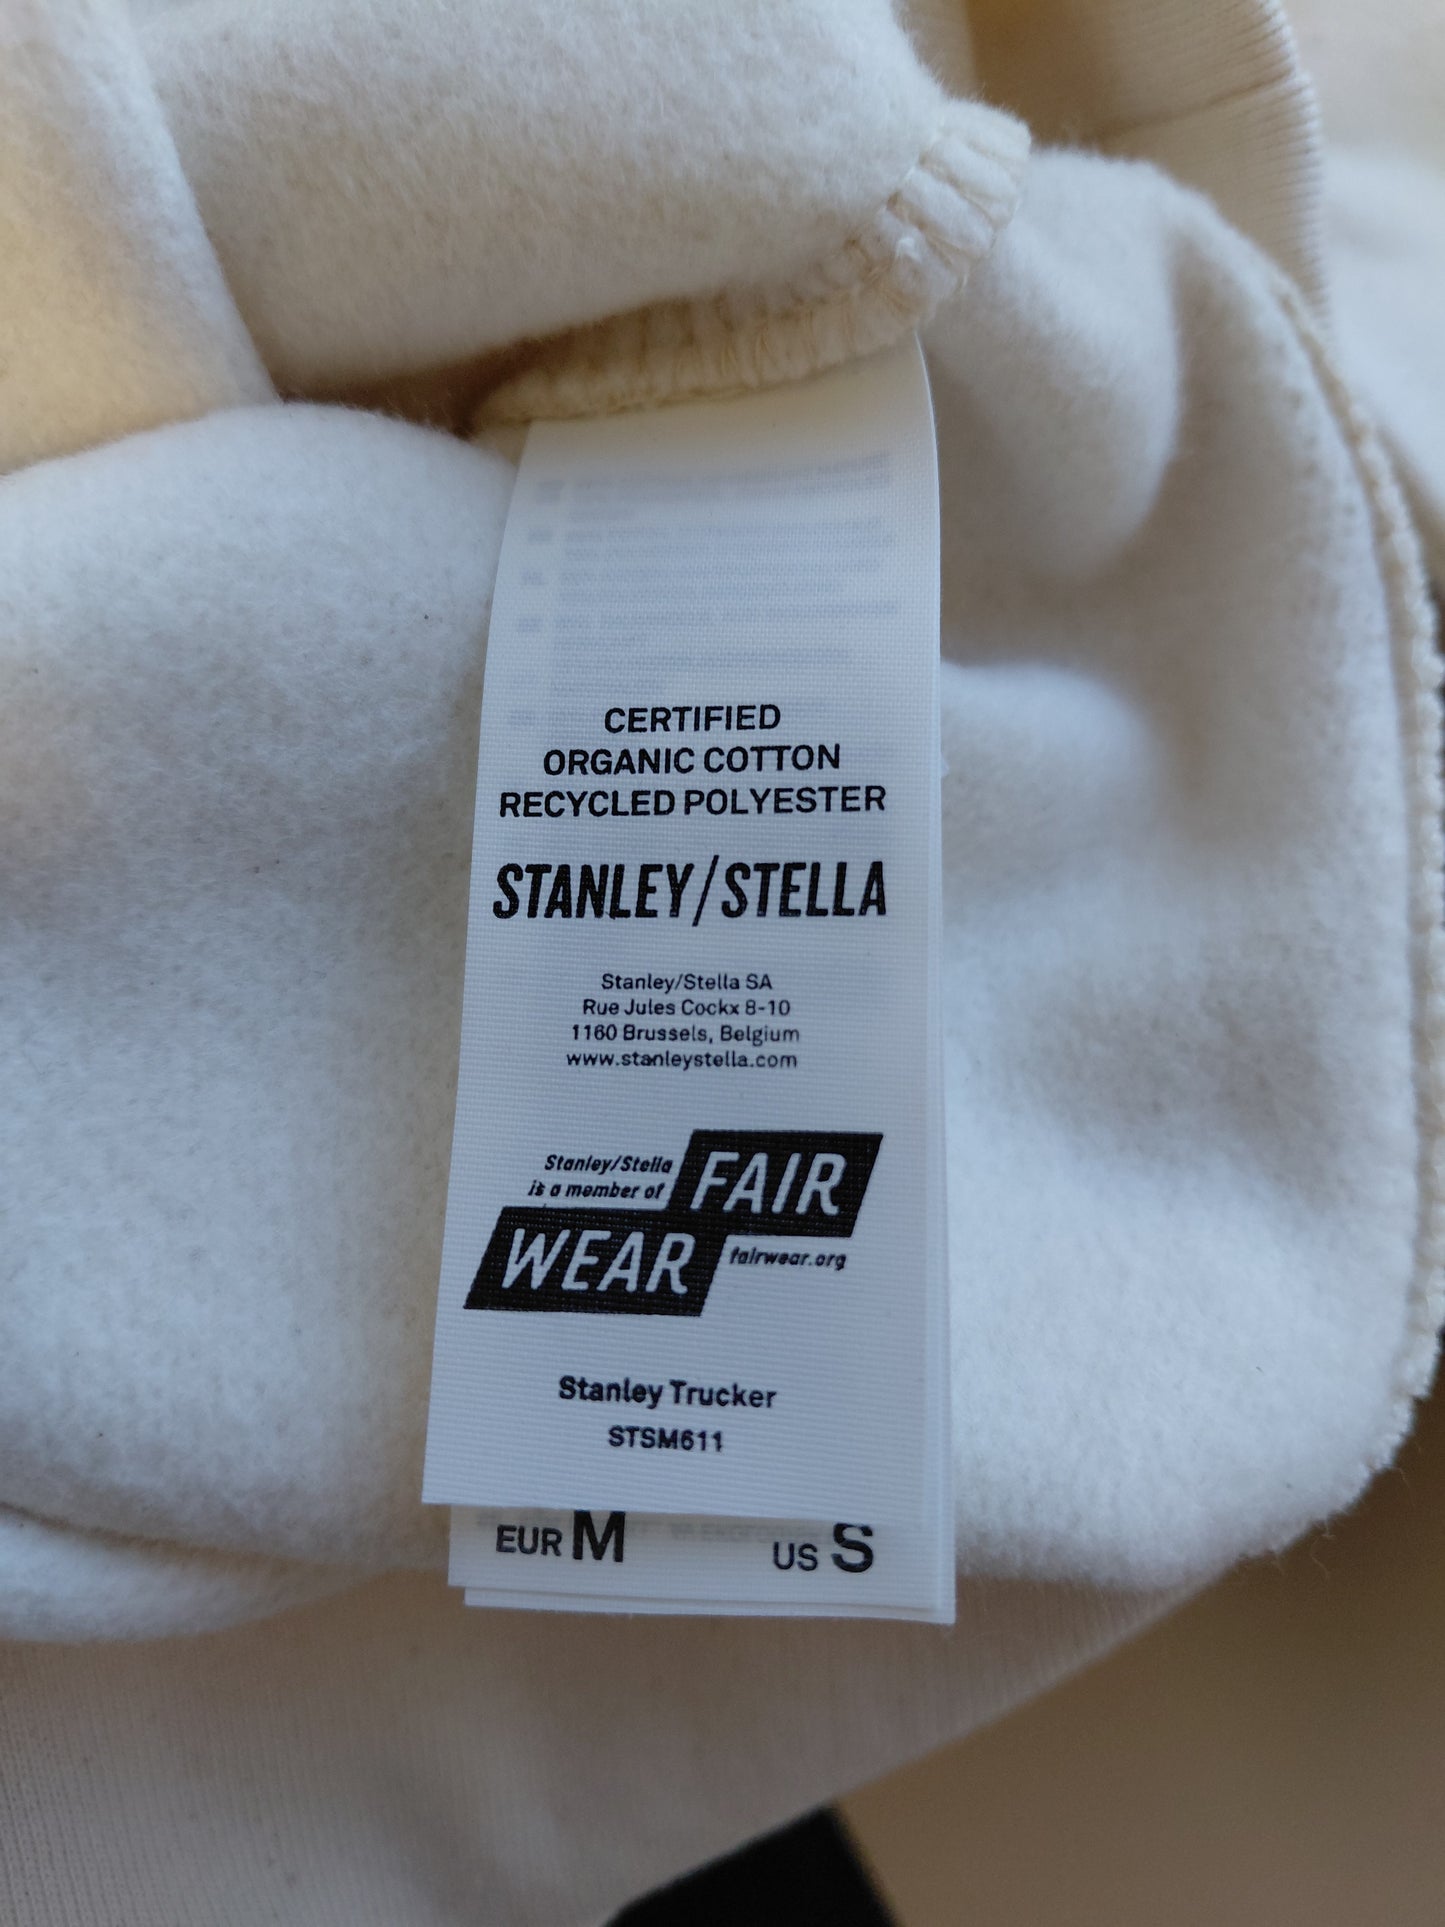 CERTIFIED
ORGANIC COTTON
RECYCLED POLYESTER
STANLEY/STELLA
Stanley/Stella SA
Rue Jules Cockx 8-10
1160 Brussels, Belgium
www.stanleystella.com
Stanley/Stella
is a member of
FAIR
WEAR
fairwear.org
Stanley Trucker
STSM611
EUR M US S